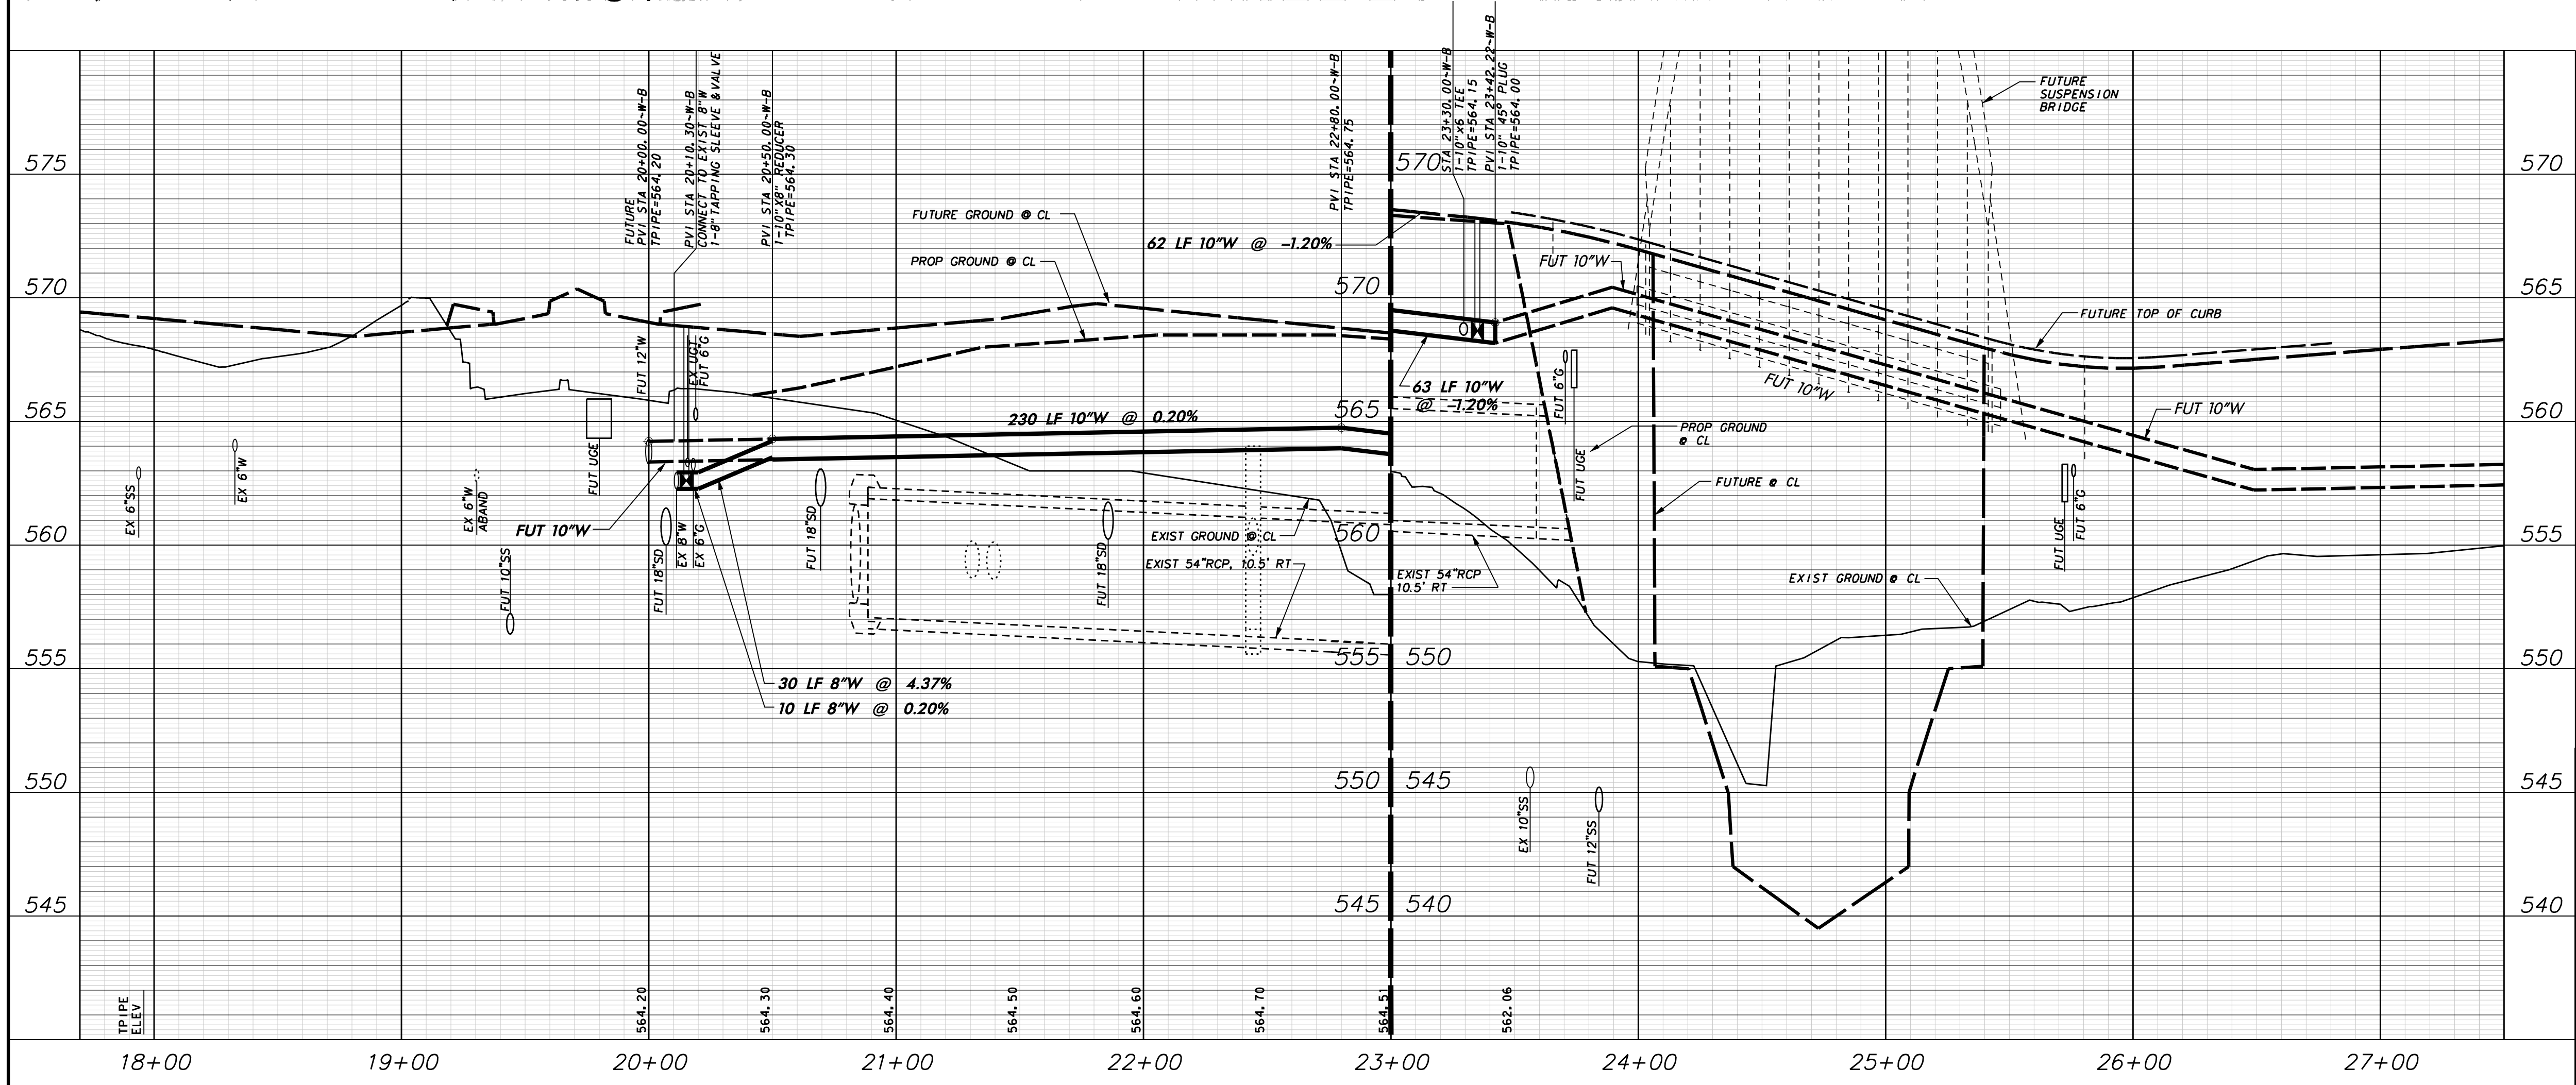 575
570
565
560
555
550
545
FUTURE
PVI STA 20+00.00~W-B
TPIPE=564.20
PVI STA 20+10.30~W-B
CONNECT TO EXIST 8"W
1-8"TAPPING SLEEVE &VALVE
PVI STA 20+50.00~W-B
1-10"X8" REDUCER
TPIPE=564.30
PVI STA 22+80.00~W-B
TPIPE=564.75
STA 23+30.00~W-B
1-10"x6 TEE
TPIPE=564.15
PVI STA 23+42.22~W-B
1-10" 45° PLUG
TPIPE=564.00
FUTURE
SUSPENSION
BRIDGE
FUTURE GROUND @ CL
PROP GROUND @ CL
62 LF 10"W @ -1.20%
FUT 10"W
FUTURE TOP OF CURB
FUT 12"W
EX UGT
FUT 6"G
63 LF 10"W
@ -1.20%
FUT 6"G
FUT 10"W
230 LF 10"W @ 0.20%
FUT 10"W
PROP GROUND
@ CL
EX 6"SS
EX 6"W
EX 6"W
ABAND
FUT UGE
FUT UGE
FUTURE @ CL
FUT 10"W
FUT 10"SS
FUT 18"SD
EX 8"W
EX 6"G
FUT 18"SD
FUT 18"SD
EXIST GROUND @ CL
EXIST 54"RCP, 10.5' RT
EXIST 54"RCP
10.5' RT
EXIST GROUND @ CL
FUT UGE
FUT 6"G
30 LF 8"W @ 4.37%
10 LF 8"W @ 0.20%
EX 10"SS
FUT 12"SS
570
570
565
560
555 550
550 545
545 540
570
565
560
555
550
545
540
TPIPE
ELEV
564.20
564.30
564.40
564.50
564.60
564.70
564.51
562.06
18+00
19+00
20+00
21+00
22+00
23+00
24+00
25+00
26+00
27+00